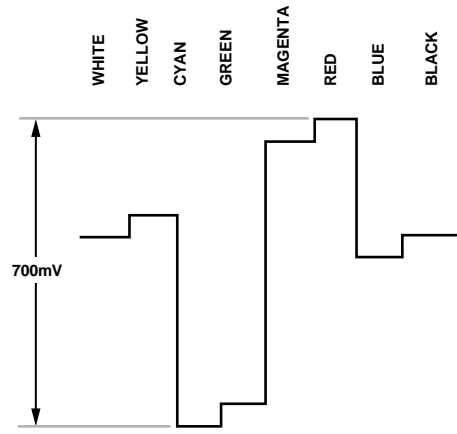 WHITE
YELLOW
CYAN
GREEN
MAGENTA
RED
BLUE
BLACK
700mV